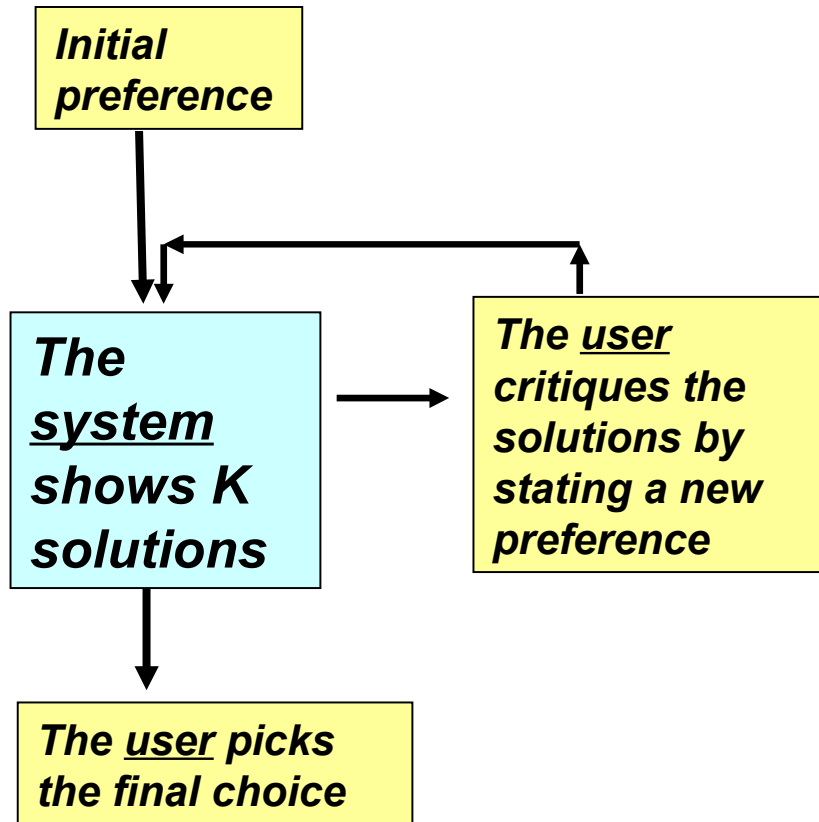 Initial
preference
The
system
shows K
solutions
The user
critiques the
solutions by
stating a new
preference
The user picks
the final choice